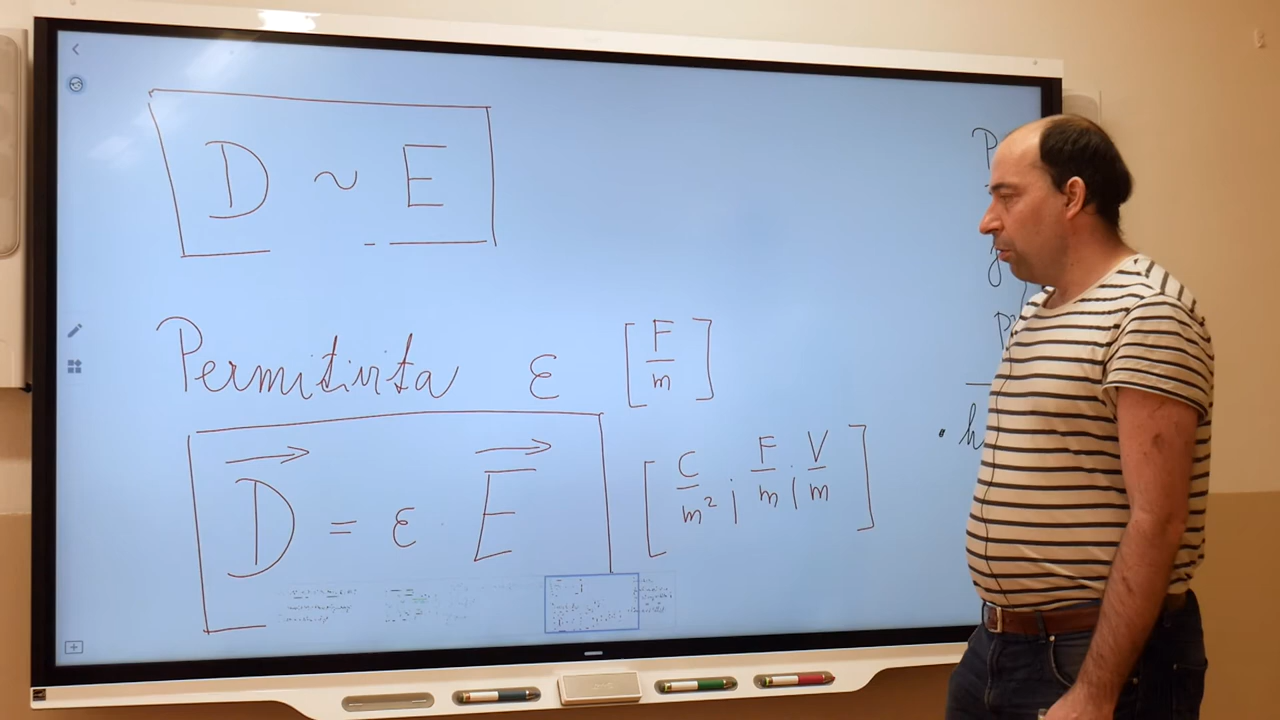 D ~ E
Permitivita ε [F/m]
D = ε · E [C/m²; F/m; V/m]